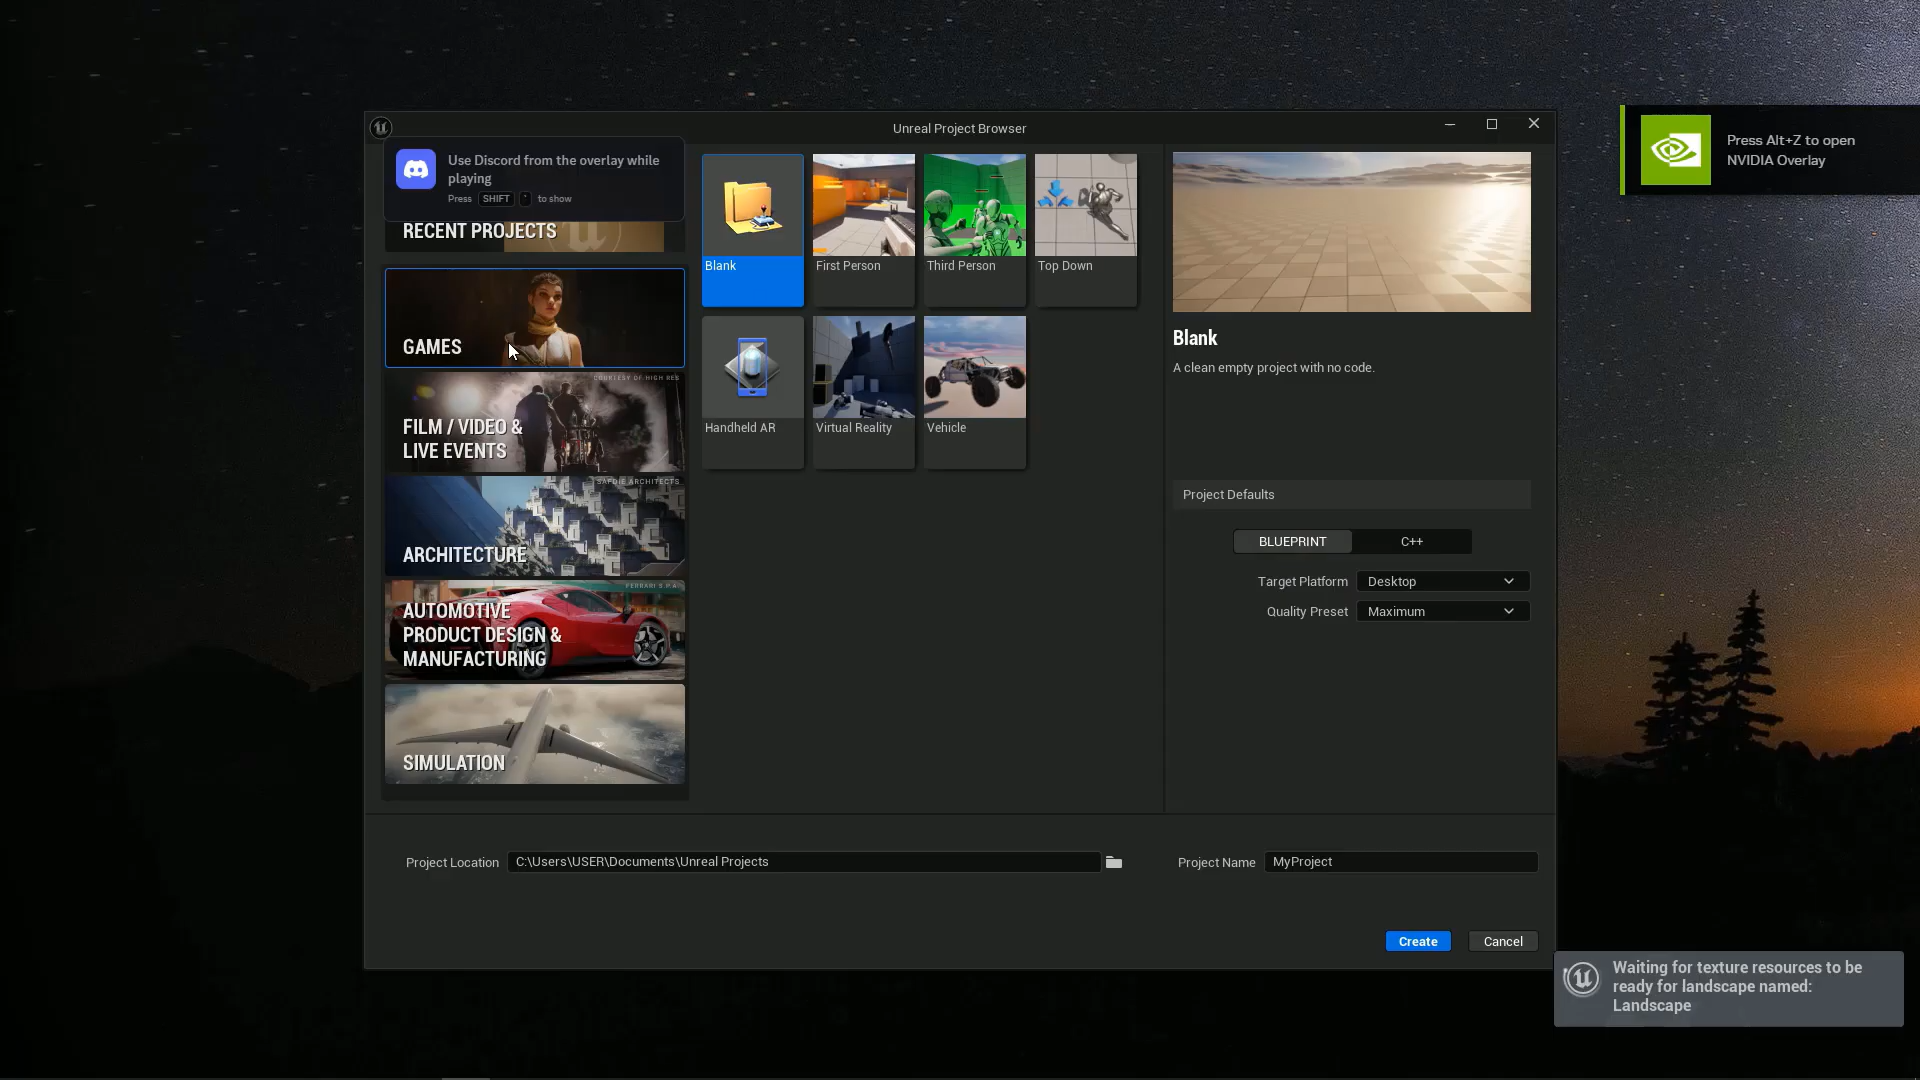 Unreal Project Browser
Use Discord from the overlay while
playing
Press SHIFT ` to show
RECENT PROJECTS
GAMES
COURTESY OF HIGH RES
FILM / VIDEO &
LIVE EVENTS
SAFDIE ARCHITECTS
ARCHITECTURE
FERRARI S.P.A.
AUTOMOTIVE
PRODUCT DESIGN &
MANUFACTURING
SIMULATION
Blank
First Person
Third Person
Top Down
Handheld AR
Virtual Reality
Vehicle
Blank
A clean empty project with no code.
Project Defaults
BLUEPRINT
C++
Target Platform
Desktop
Quality Preset
Maximum
Project Location
C:\Users\USER\Documents\Unreal Projects
Project Name
MyProject
Create
Cancel
Press Alt+Z to open
NVIDIA Overlay
Waiting for texture resources to be
ready for landscape named:
Landscape